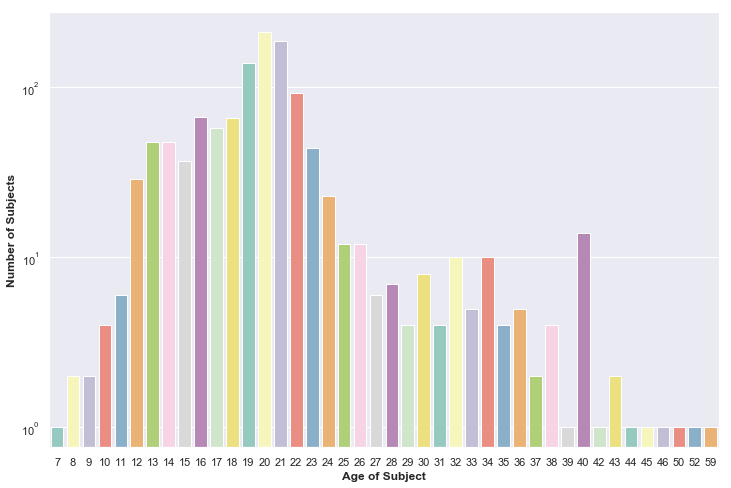 10²
10¹
10⁰
Number of Subjects
7 8 9 10 11 12 13 14 15 16 17 18 19 20 21 22 23 24 25 26 27 28 29 30 31 32 33 34 35 36 37 38 39 40 42 43 44 45 46 50 52 59
Age of Subject